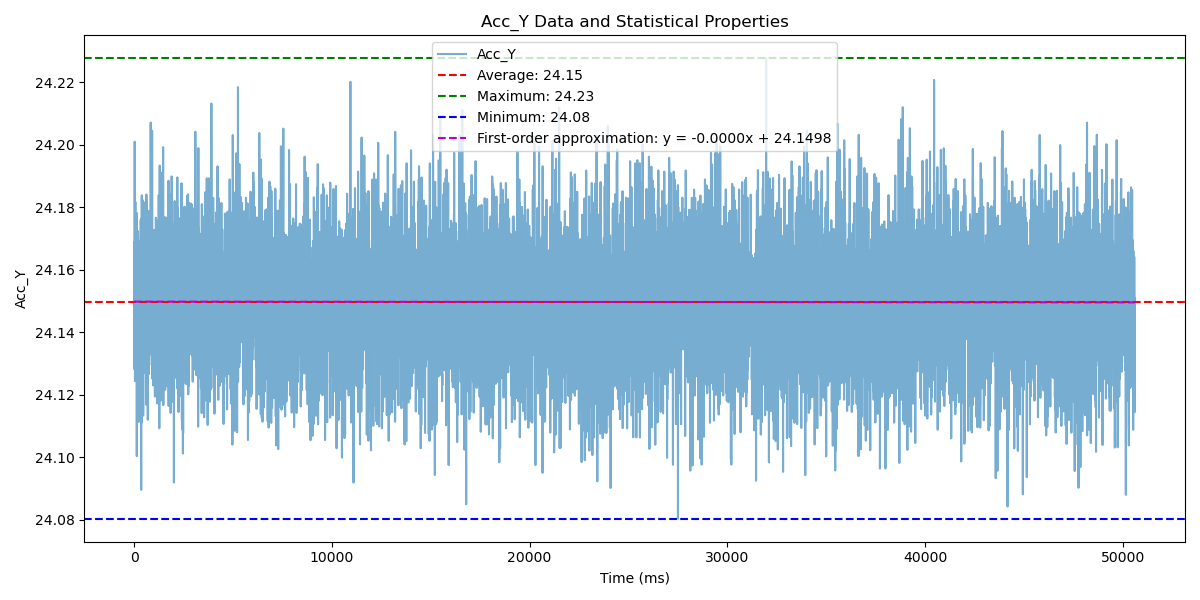 Acc_Y Data and Statistical Properties
Acc_Y
Average: 24.15
Maximum: 24.23
Minimum: 24.08
First-order approximation: y = -0.0000x + 24.1498
24.22
24.20
24.18
24.16
24.14
24.12
24.10
24.08
Acc_Y
0 10000 20000 30000 40000 50000
Time (ms)